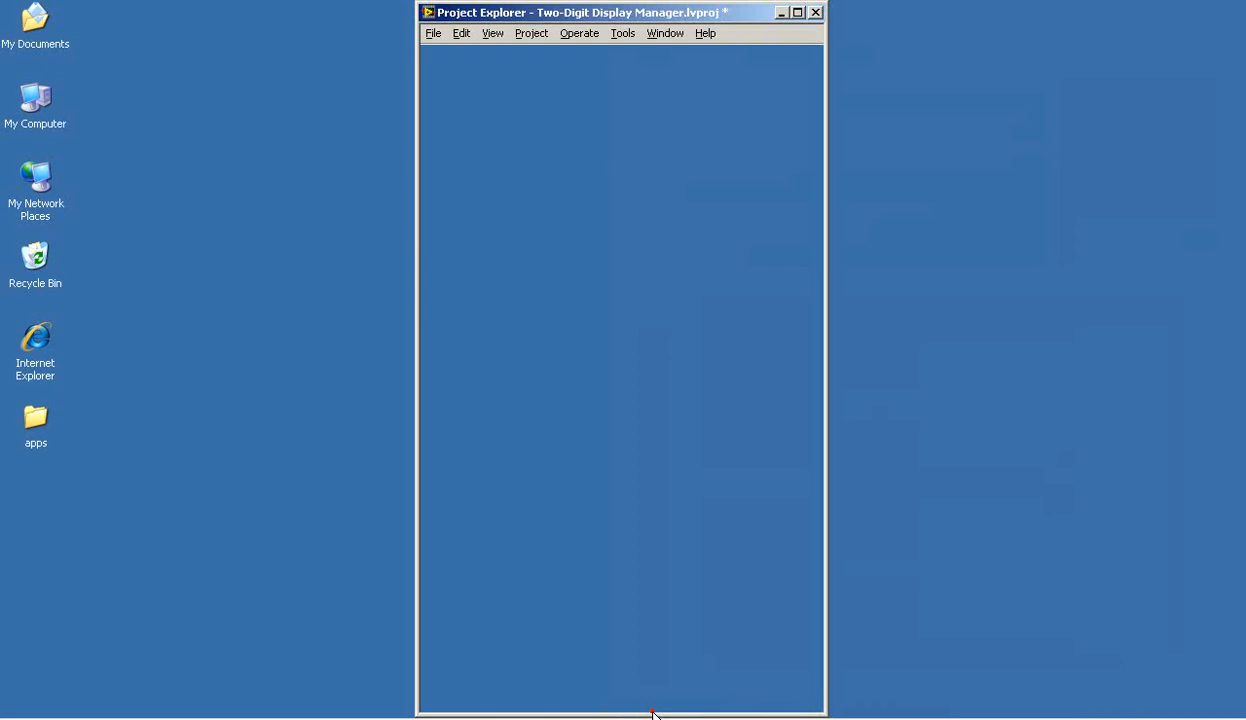 Project Explorer - Two-Digit Display Manager.lvproj *
File Edit View Project Operate Tools Window Help
My Documents
My Computer
My Network
Places
Recycle Bin
Internet
Explorer
apps